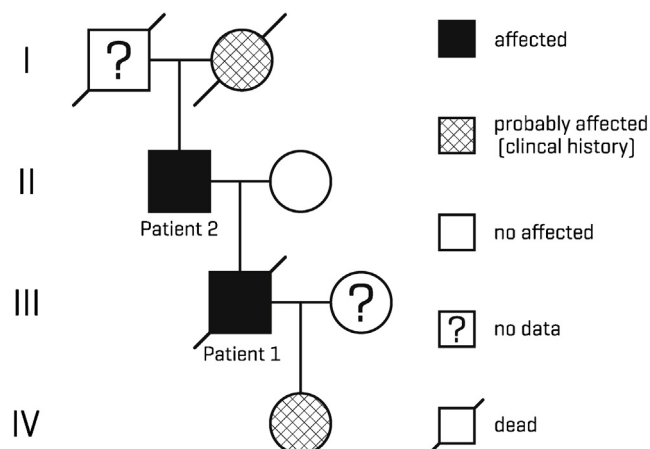 I
?
affected
probably affected
(clincal history)
II
Patient 2
no affected
III
?
Patient 1
?
no data
IV
dead